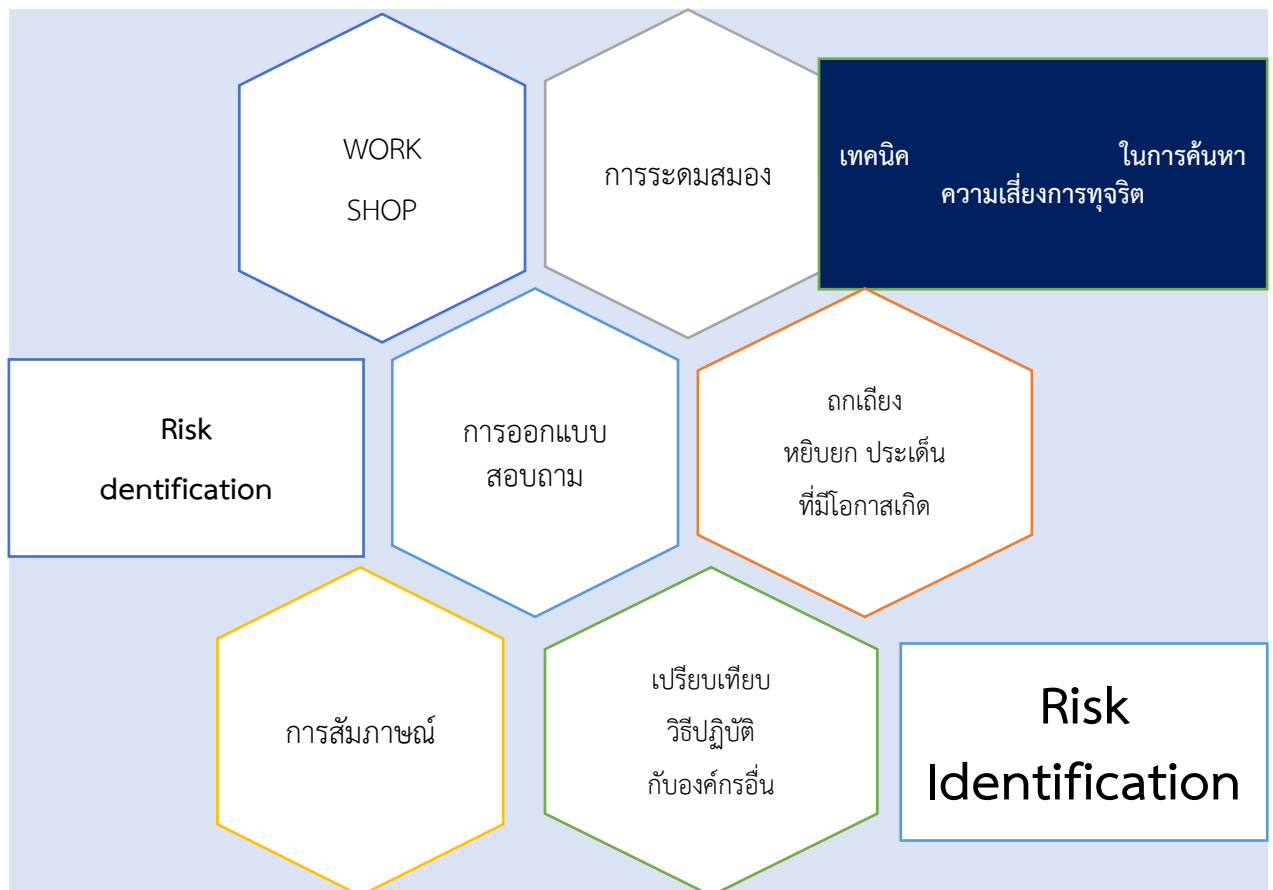 WORK
SHOP
การระดมสมอง
เทคนิค ในการค้นหา
ความเสี่ยงการทุจริต
Risk
dentification
การออกแบบ
สอบถาม
ถกเถียง
หยิบยก ประเด็น
ที่มีโอกาสเกิด
การสัมภาษณ์
เปรียบเทียบ
วิธีปฏิบัติ
กับองค์กรอื่น
Risk
Identification